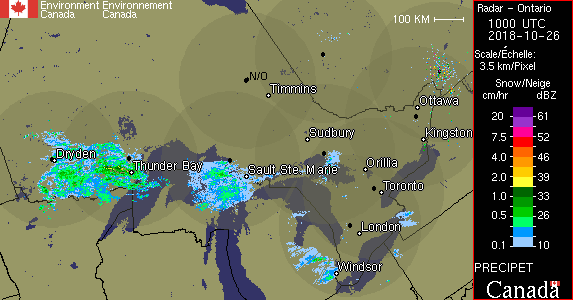 Environment Environnement
Canada Canada
100 KM
N/O
Timmins
Ottawa
Sudbury
Kingston
Dryden
Thunder Bay
Sault Ste. Marie
Orillia
Toronto
London
Windsor
Radar - Ontario
1000 UTC
2018-10-26
Scale/Échelle:
3.5 km/Pixel
Snow/Neige
cm/hr dBZ
20 61
7.5 52
4.0 46
2.0 39
1.0 33
0.5 26
0.1 10
PRECIPET
Canada